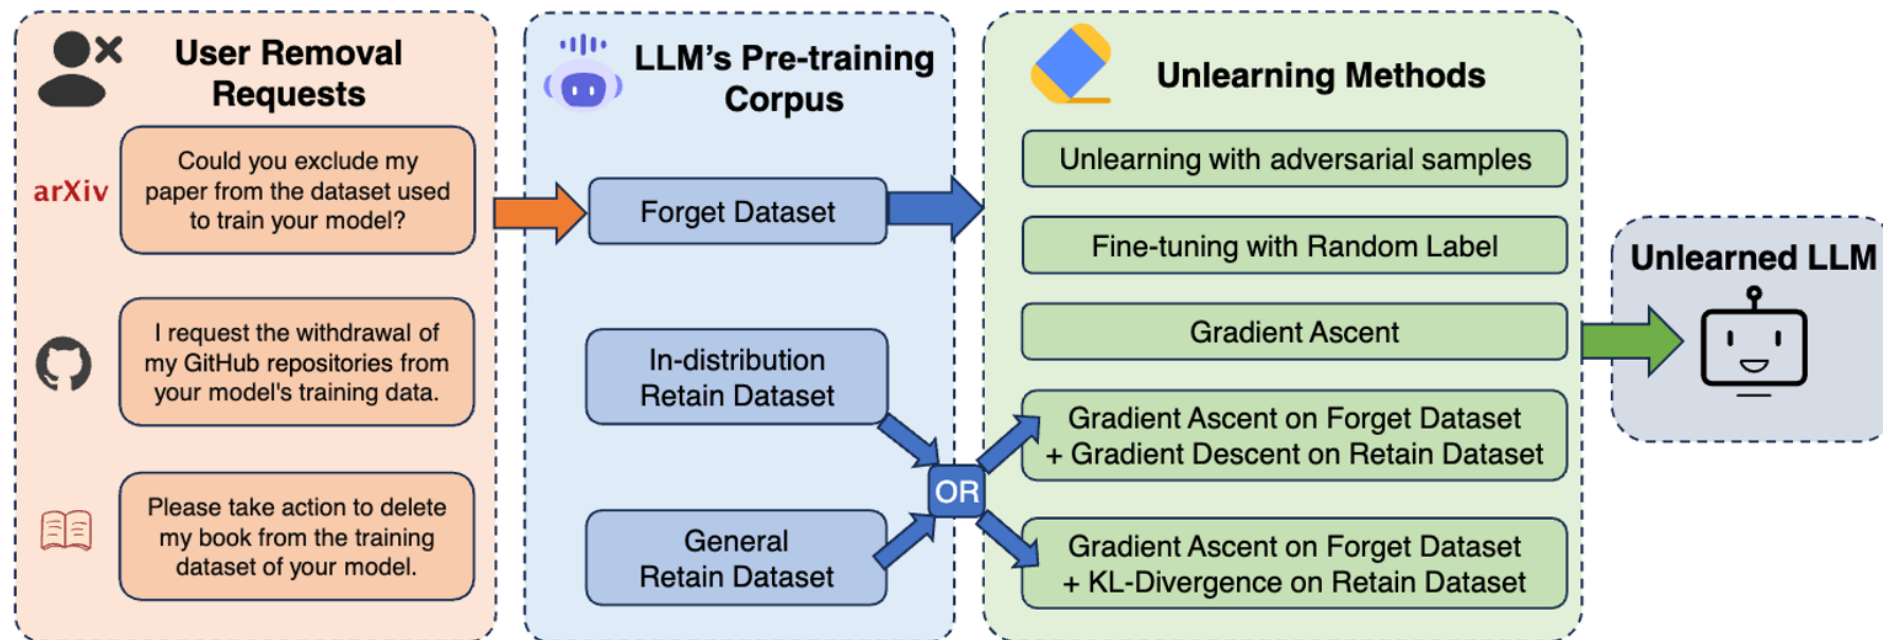 User Removal
Requests
arXiv
Could you exclude my
paper from the dataset used
to train your model?
I request the withdrawal of
my GitHub repositories from
your model's training data.
Please take action to delete
my book from the training
dataset of your model.
LLM’s Pre-training
Corpus
Forget Dataset
In-distribution
Retain Dataset
General
Retain Dataset
OR
Unlearning Methods
Unlearning with adversarial samples
Fine-tuning with Random Label
Gradient Ascent
Gradient Ascent on Forget Dataset
+ Gradient Descent on Retain Dataset
Gradient Ascent on Forget Dataset
+ KL-Divergence on Retain Dataset
Unlearned LLM